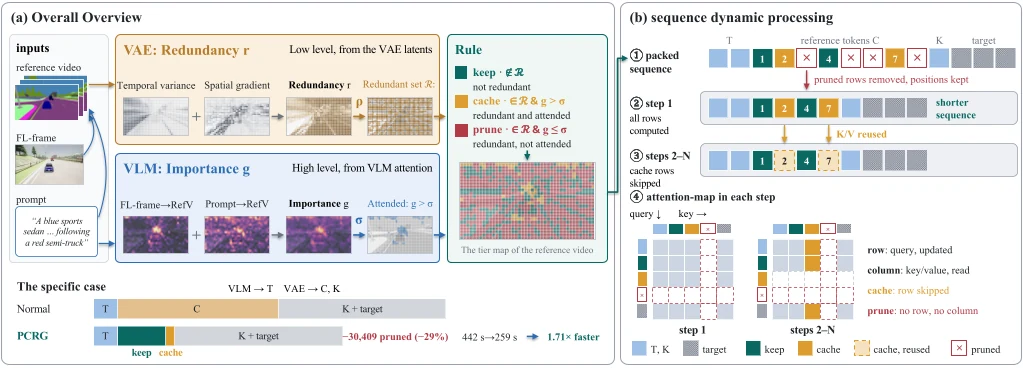 (a) Overall Overview
inputs
reference video
FL-frame
prompt
"A blue sports
sedan ... following
a red semi-truck"
VAE: Redundancy r
Low level, from the VAE latents
Temporal variance
Spatial gradient
Redundancy r
Redundant set ℛ:
+
ρ
VLM: Importance g
High level, from VLM attention
FL-frame→RefV
Prompt→RefV
Importance g
Attended: g > σ
+
σ
Rule
keep · ∉ ℛ
not redundant
cache · ∈ ℛ & g > σ
redundant and attended
prune · ∈ ℛ & g ≤ σ
redundant, not attended
The tier map of the reference video
The specific case
VLM → T VAE → C, K
Normal
T C K + target
PCRG
T K + target
−30,409 pruned (−29%)
442 s→259 s
1.71× faster
keep cache
(b) sequence dynamic processing
T reference tokens C K target
① packed
sequence
1 2 × 4 × × 7 ×
pruned rows removed, positions kept
② step 1
all rows
computed
1 2 4 7
shorter
sequence
K/V reused
③ steps 2–N
cache rows
skipped
1 2 4 7
④ attention-map in each step
query ↓ key →
×
×
×
×
row: query, updated
column: key/value, read
cache: row skipped
prune: no row, no column
step 1
steps 2–N
T, K
target
keep
cache
cache, reused
× pruned